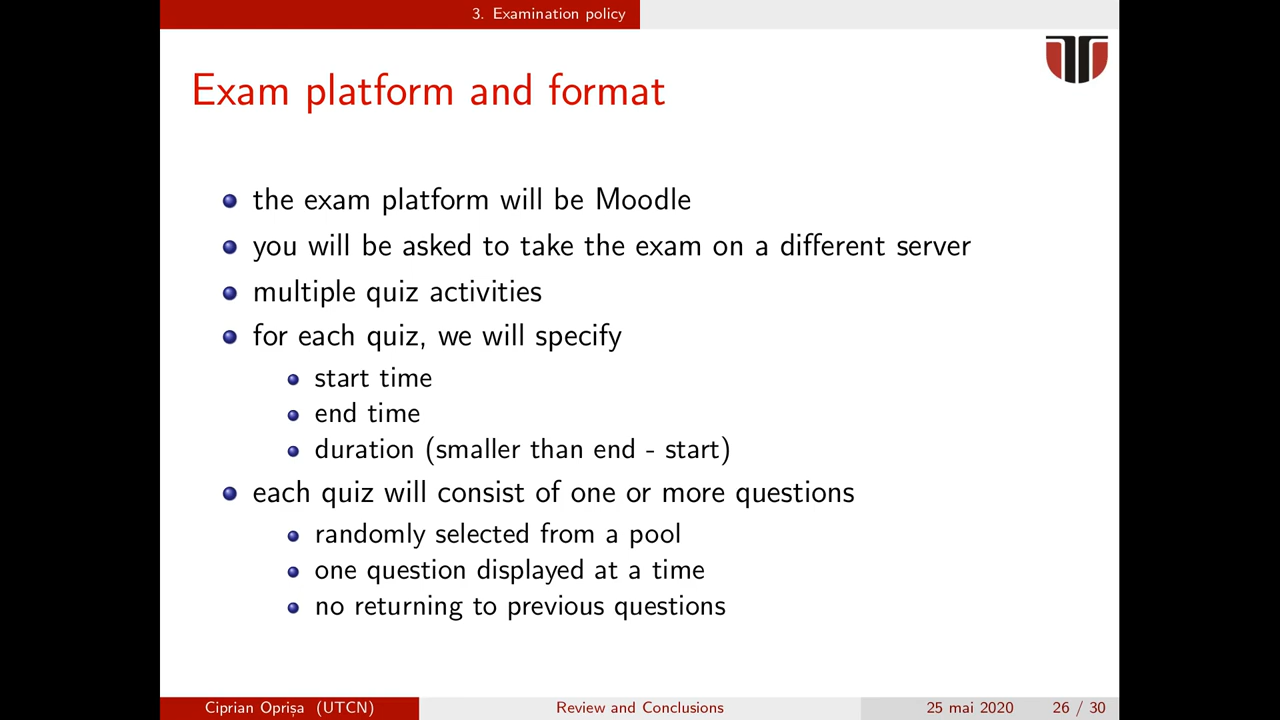 3. Examination policy
Exam platform and format
the exam platform will be Moodle
you will be asked to take the exam on a different server
multiple quiz activities
for each quiz, we will specify
start time
end time
duration (smaller than end - start)
each quiz will consist of one or more questions
randomly selected from a pool
one question displayed at a time
no returning to previous questions
Ciprian Oprișa (UTCN)
Review and Conclusions
25 mai 2020
26 / 30